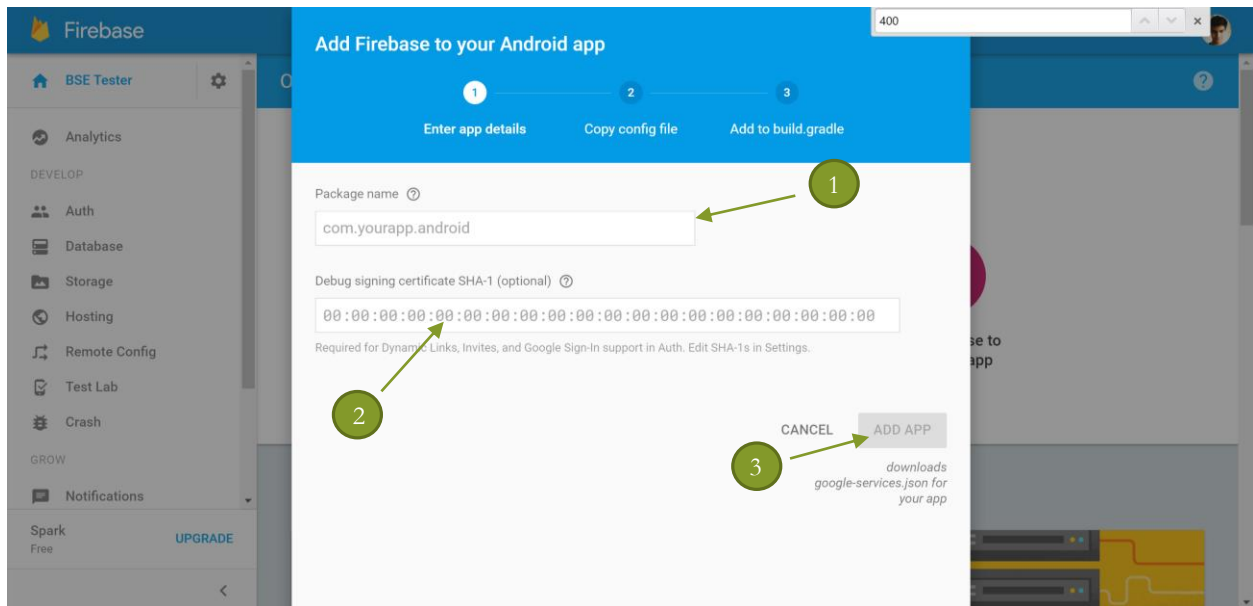 Firebase
BSE Tester
Analytics
DEVELOP
Auth
Database
Storage
Hosting
Remote Config
Test Lab
Crash
GROW
Notifications
Spark
Free
UPGRADE
400
Add Firebase to your Android app
1
2
3
Enter app details
Copy config file
Add to build.gradle
Package name
com.yourapp.android
1
Debug signing certificate SHA-1 (optional)
00:00:00:00:00:00:00:00:00:00:00:00:00:00:00:00:00:00:00:00
Required for Dynamic Links, Invites, and Google Sign-In support in Auth. Edit SHA-1s in Settings.
2
CANCEL
ADD APP
3
downloads
google-services.json for
your app
se to
app